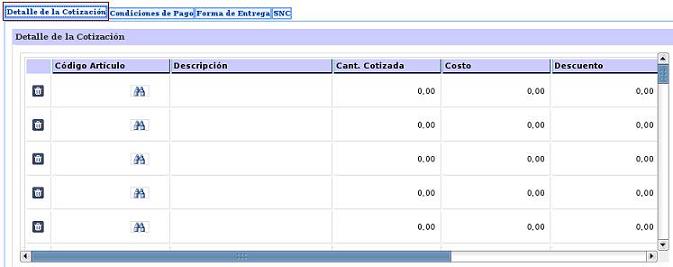 Detalle de la Cotización Condiciones de Pago Forma de Entrega SNC
Detalle de la Cotización
Código Artículo Descripción Cant. Cotizada Costo Descuento
0,00 0,00 0,00
0,00 0,00 0,00
0,00 0,00 0,00
0,00 0,00 0,00
0,00 0,00 0,00